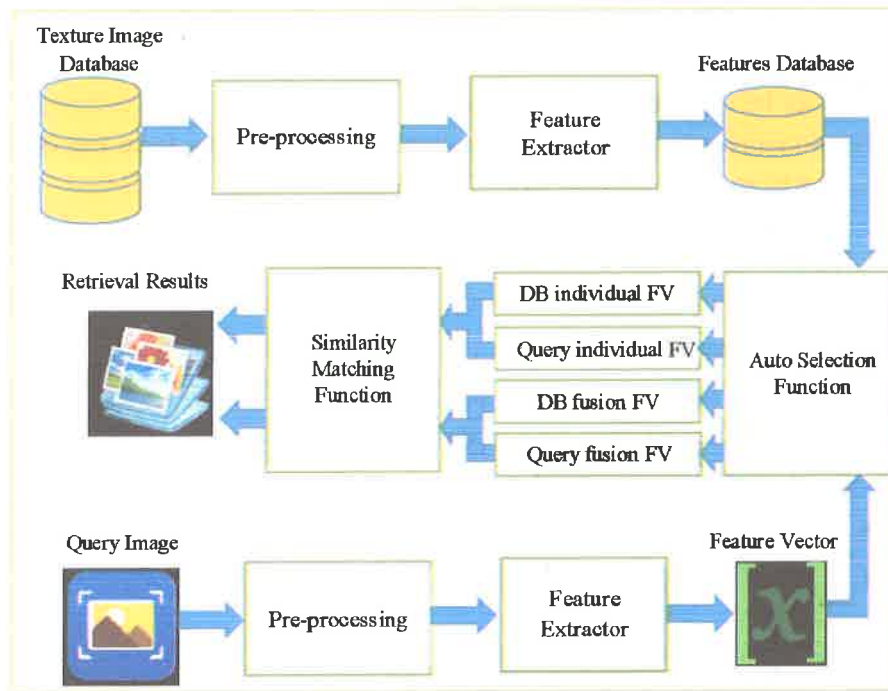 Texture Image
Database
Pre-processing
Feature
Extractor
Features Database
Retrieval Results
Similarity
Matching
Function
DB individual FV
Query individual FV
DB fusion FV
Query fusion FV
Auto Selection
Function
Query Image
Pre-processing
Feature
Extractor
Feature Vector
x